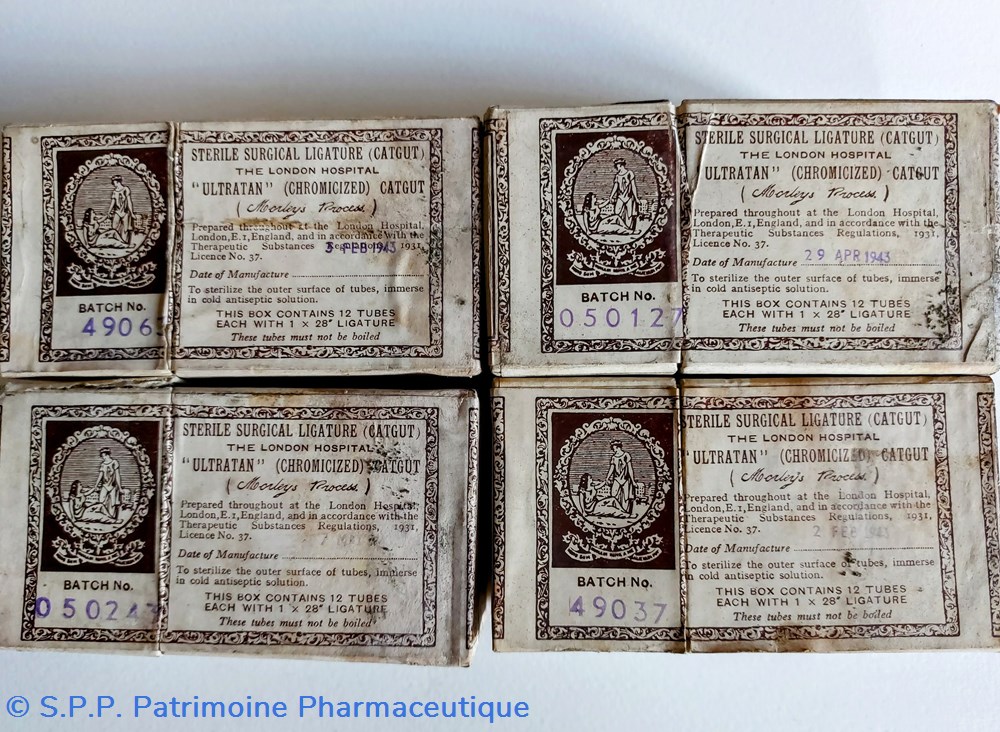 STERILE SURGICAL LIGATURE (CATGUT)
THE LONDON HOSPITAL
"ULTRATAN" (CHROMICIZED) CATGUT
(Morley's Process)
Prepared throughout at the London Hospital,
London, E.1, England, and in accordance with the
Therapeutic Substances Regulations, 1931,
Licence No. 37.
3 FEB 1943
Date of Manufacture
To sterilize the outer surface of tubes, immerse
in cold antiseptic solution.
THIS BOX CONTAINS 12 TUBES
EACH WITH 1 × 28" LIGATURE
These tubes must not be boiled
BATCH No.
4906
STERILE SURGICAL LIGATURE (CATGUT)
THE LONDON HOSPITAL
ULTRATAN" (CHROMICIZED) CATGUT
(Morley's Process)
Prepared throughout at the London Hospital,
London, E.1, England, and in accordance with the
Therapeutic Substances Regulations, 1931,
Licence No. 37.
Date of Manufacture 29 APR 1943
To sterilize the outer surface of tubes, immerse
in cold antiseptic solution.
THIS BOX CONTAINS 12 TUBES
EACH WITH 1 × 28" LIGATURE
These tubes must not be boiled
BATCH No.
050127
STERILE SURGICAL LIGATURE (CATGUT)
THE LONDON HOSPITAL
"ULTRATAN" (CHROMICIZED) CATGUT
(Morley's Process)
Prepared throughout at the London Hospital,
London, E.1, England, and in accordance with the
Therapeutic Substances Regulations, 1931,
Licence No. 37.
Date of Manufacture
To sterilize the outer surface of tubes, immerse
in cold antiseptic solution.
THIS BOX CONTAINS 12 TUBES
EACH WITH 1 × 28" LIGATURE
These tubes must not be boiled
BATCH No.
050243
STERILE SURGICAL LIGATURE (CATGUT)
THE LONDON HOSPITAL
"ULTRATAN" (CHROMICIZED) CATGUT
(Morley's Process)
Prepared throughout at the London Hospital,
London, E.1, England, and in accordance with the
Therapeutic Substances Regulations, 1931,
Licence No. 37.
2 FEB 1943
Date of Manufacture
To sterilize the outer surface of tubes, immerse
in cold antiseptic solution.
THIS BOX CONTAINS 12 TUBES
EACH WITH 1 × 28" LIGATURE
These tubes must not be boiled
BATCH No.
49037
© S.P.P. Patrimoine Pharmaceutique